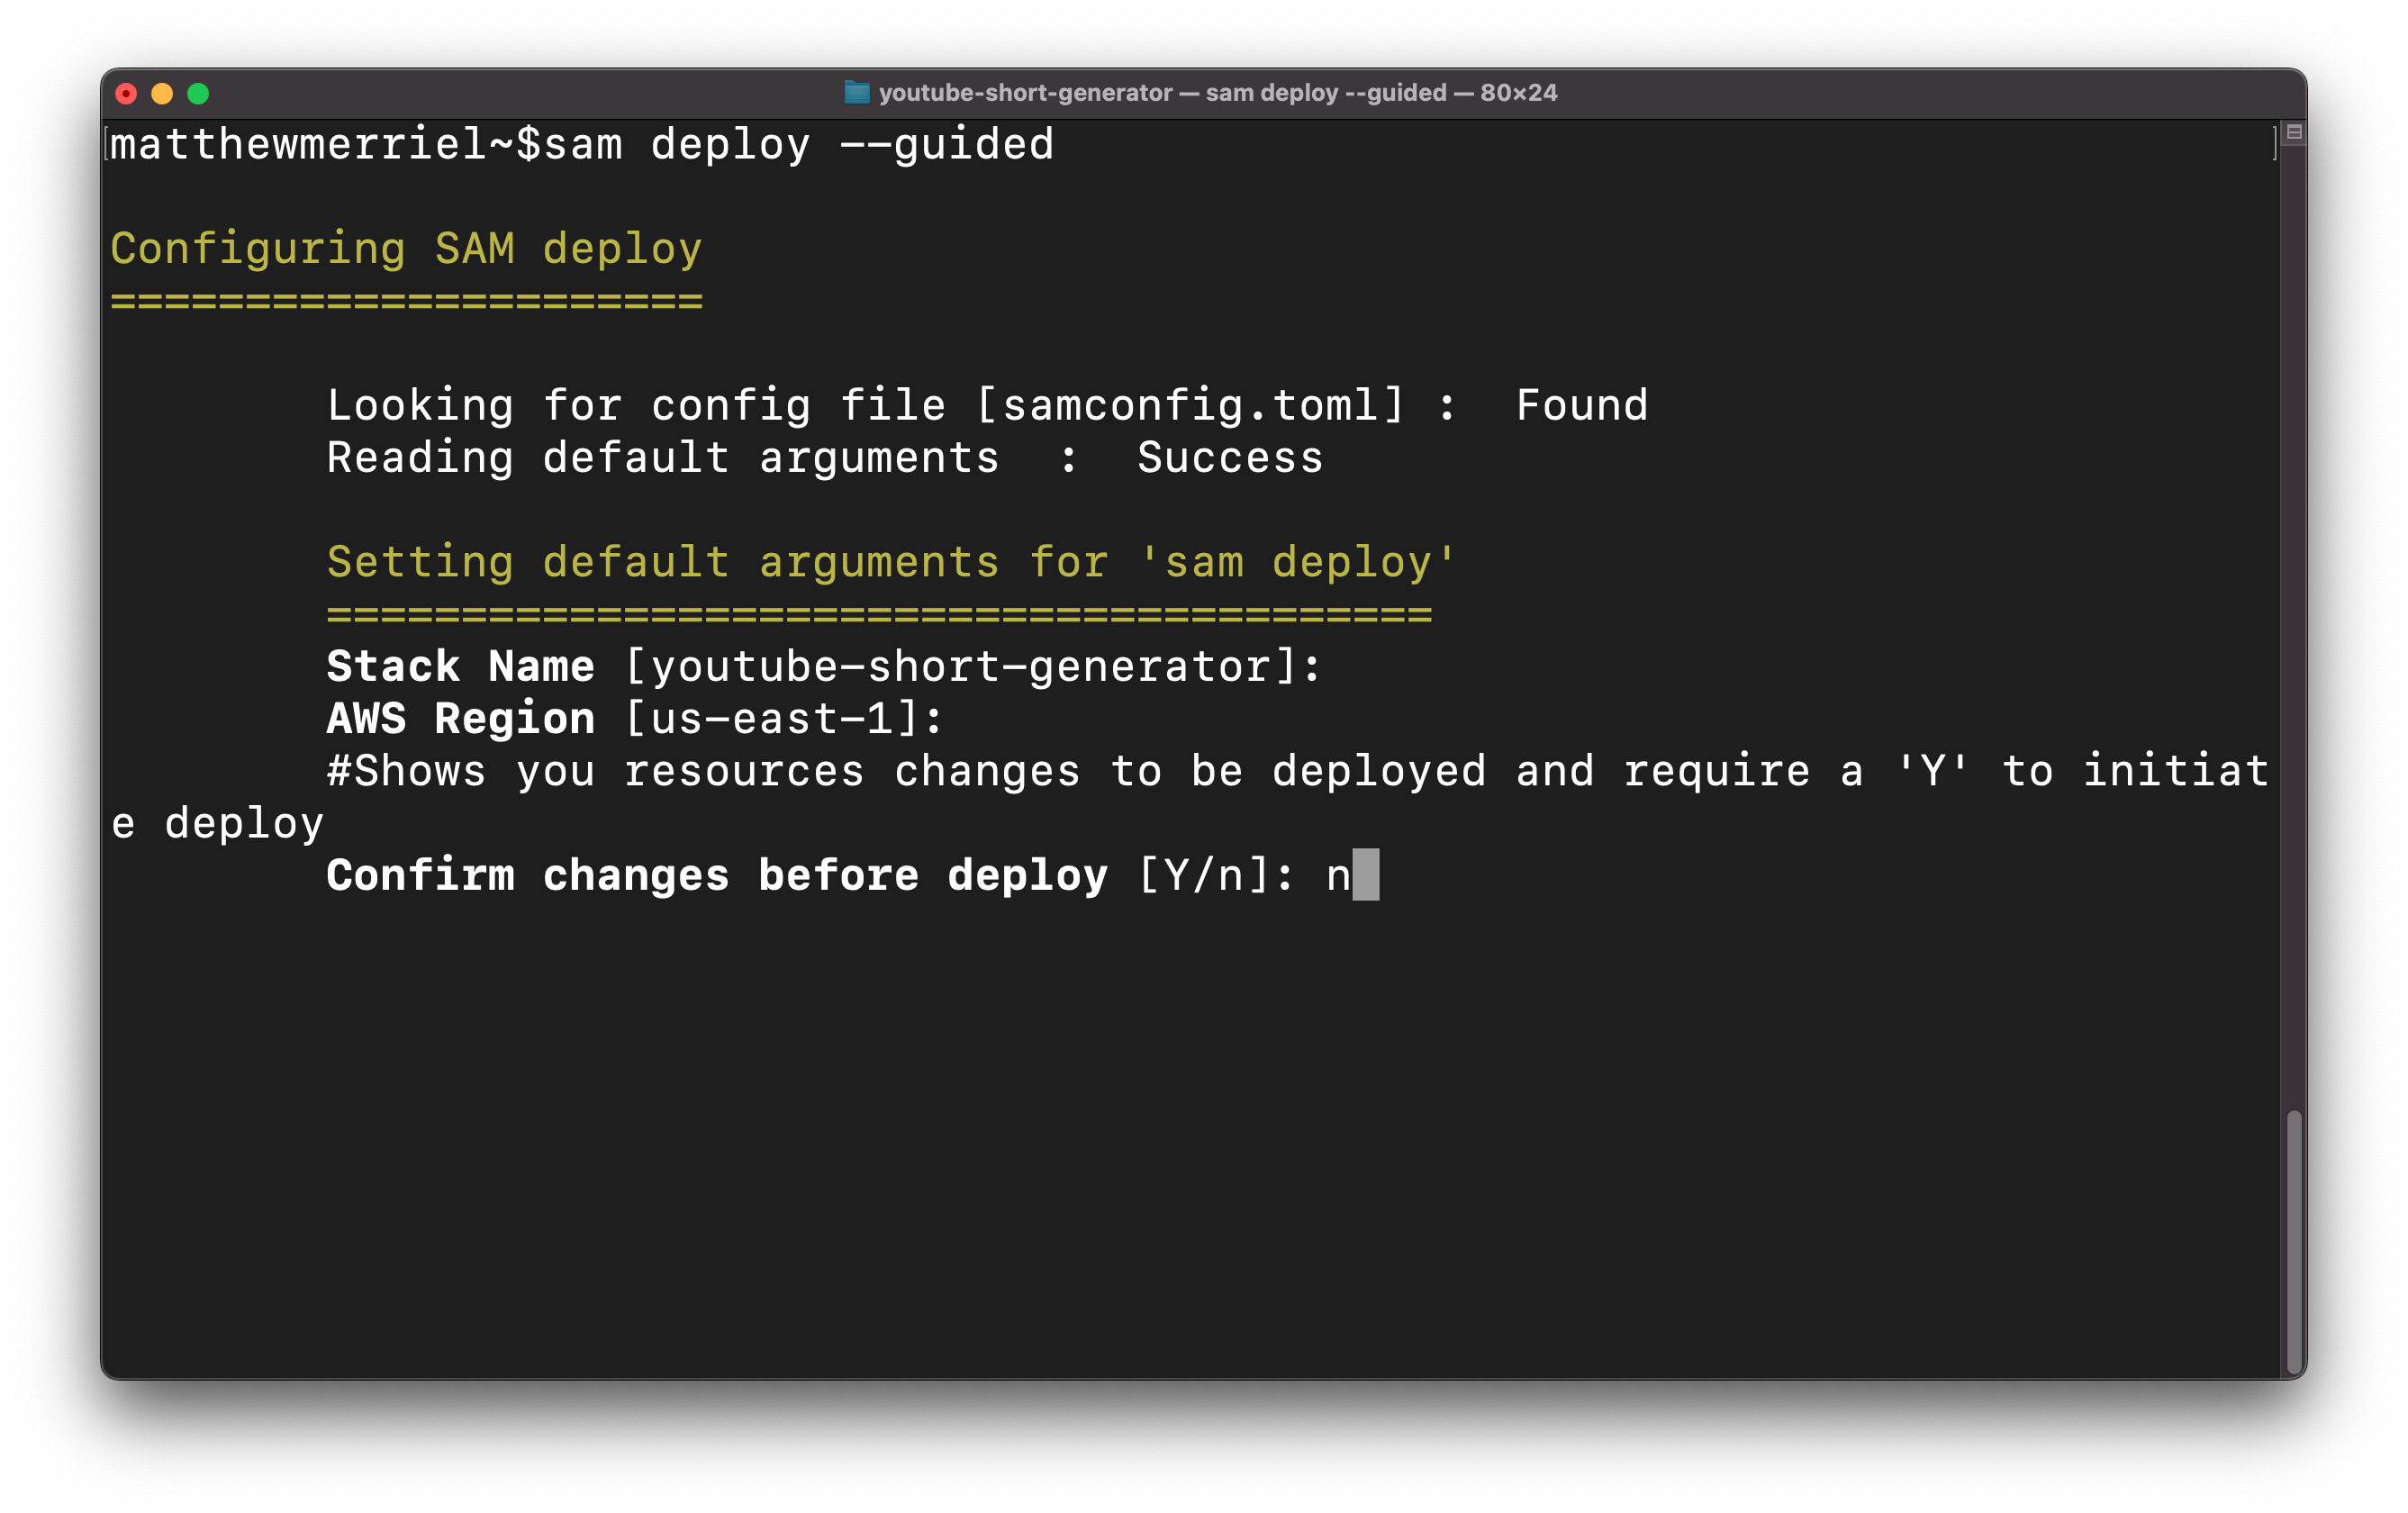 youtube-short-generator — sam deploy --guided — 80×24
[matthewmerriel~$sam deploy --guided]
Configuring SAM deploy
======================
Looking for config file [samconfig.toml] :  Found
Reading default arguments  :  Success
Setting default arguments for 'sam deploy'
=========================================
Stack Name [youtube-short-generator]:
AWS Region [us-east-1]:
#Shows you resources changes to be deployed and require a 'Y' to initiat
e deploy
Confirm changes before deploy [Y/n]: n